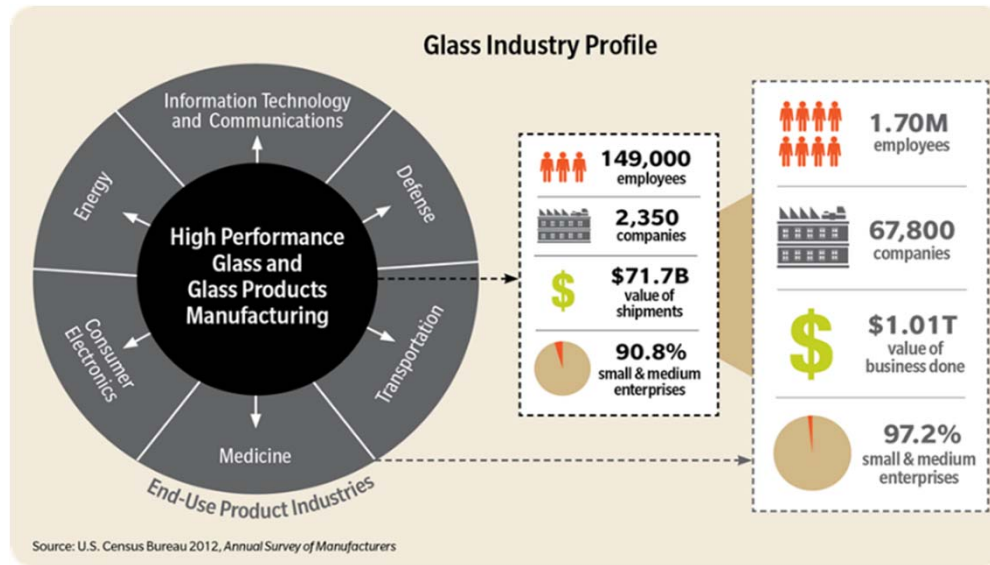 Glass Industry Profile
Information Technology
and Communications
Energy
Defense
High Performance
Glass and
Glass Products
Manufacturing
Consumer
Electronics
Transportation
Medicine
End-Use Product Industries
149,000
employees
2,350
companies
$71.7B
value of
shipments
90.8%
small & medium
enterprises
1.70M
employees
67,800
companies
$1.01T
value of
business done
97.2%
small & medium
enterprises
Source: U.S. Census Bureau 2012, Annual Survey of Manufacturers